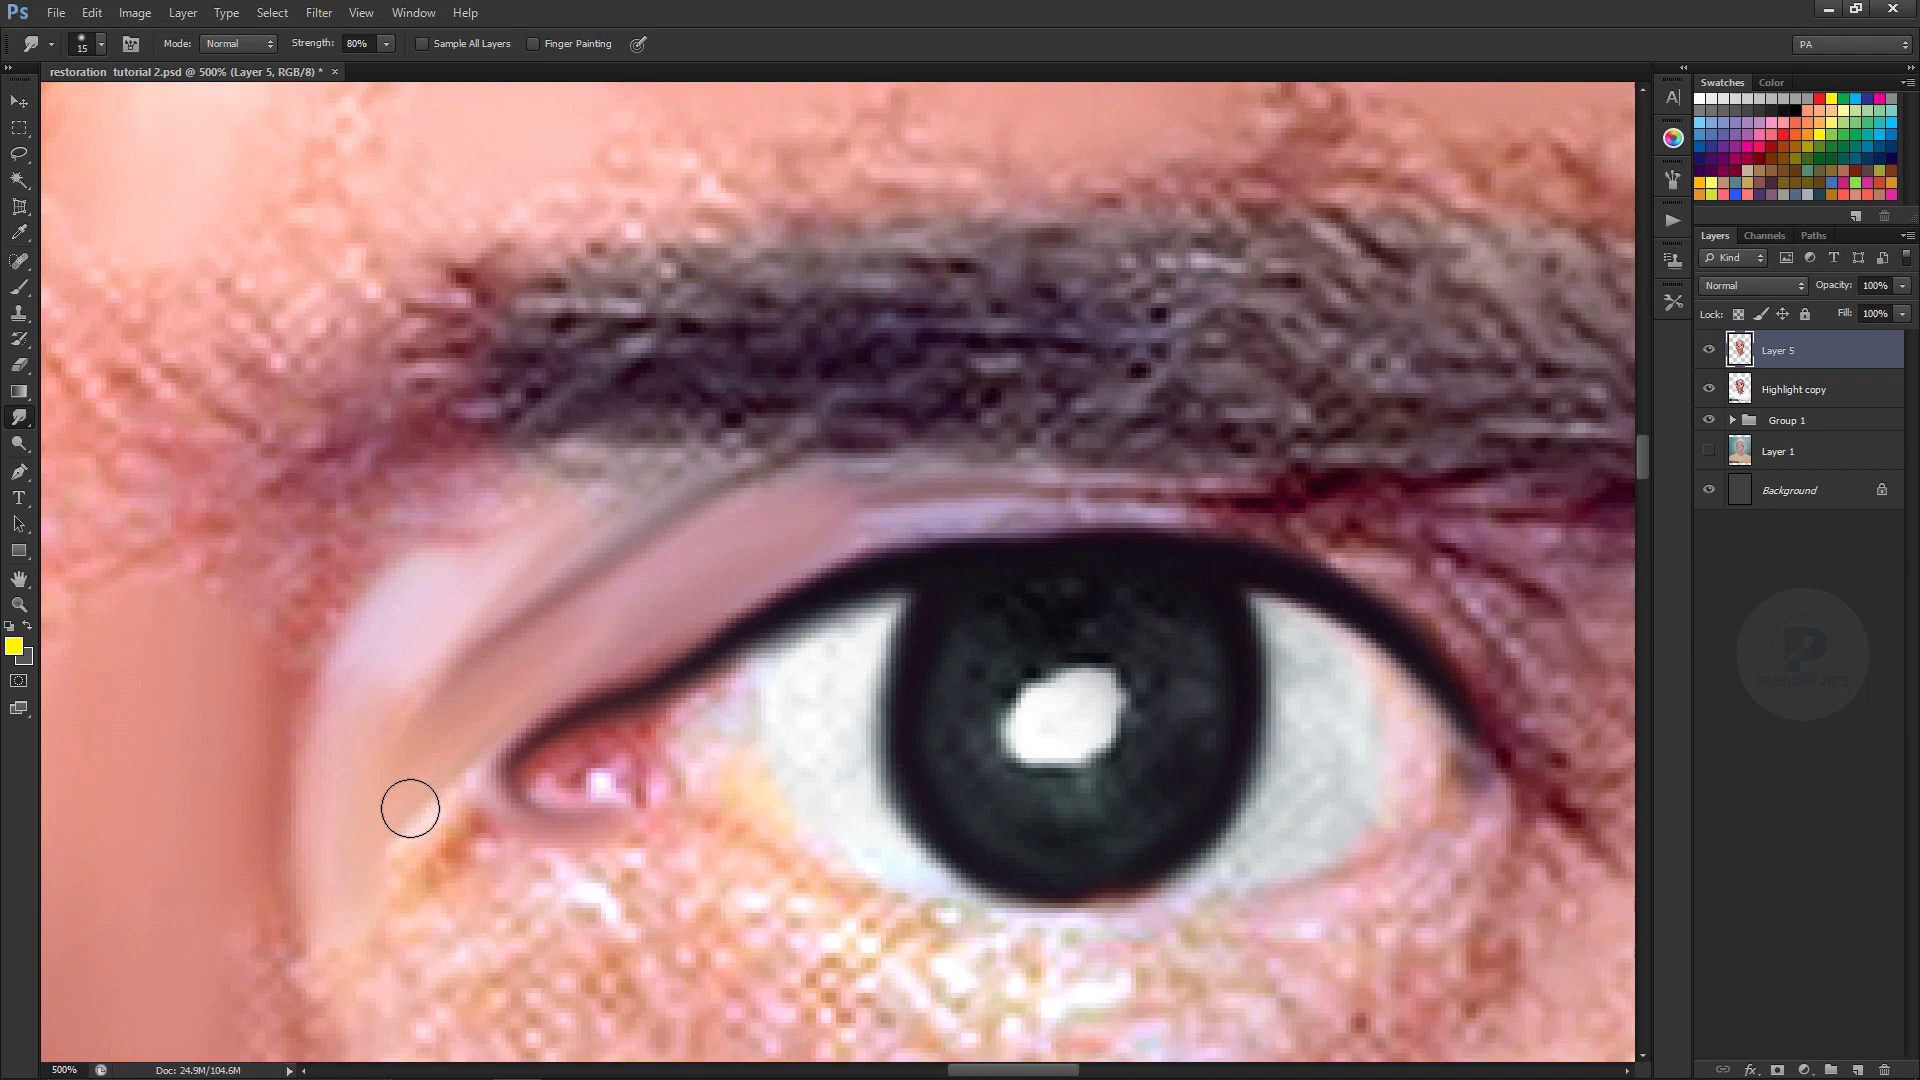 Ps File Edit Image Layer Type Select Filter View Window Help
15 Mode: Normal Strength: 80% Sample All Layers Finger Painting PA
restoration tutorial 2.psd @ 500% (Layer 5, RGB/8) * ×
Swatches Color
Layers Channels Paths
Kind
Normal Opacity: 100%
Lock: Fill: 100%
Layer 5
Highlight copy
Group 1
Layer 1
Background
PRASHANT ARTS
500% Doc: 24.9M/104.6M